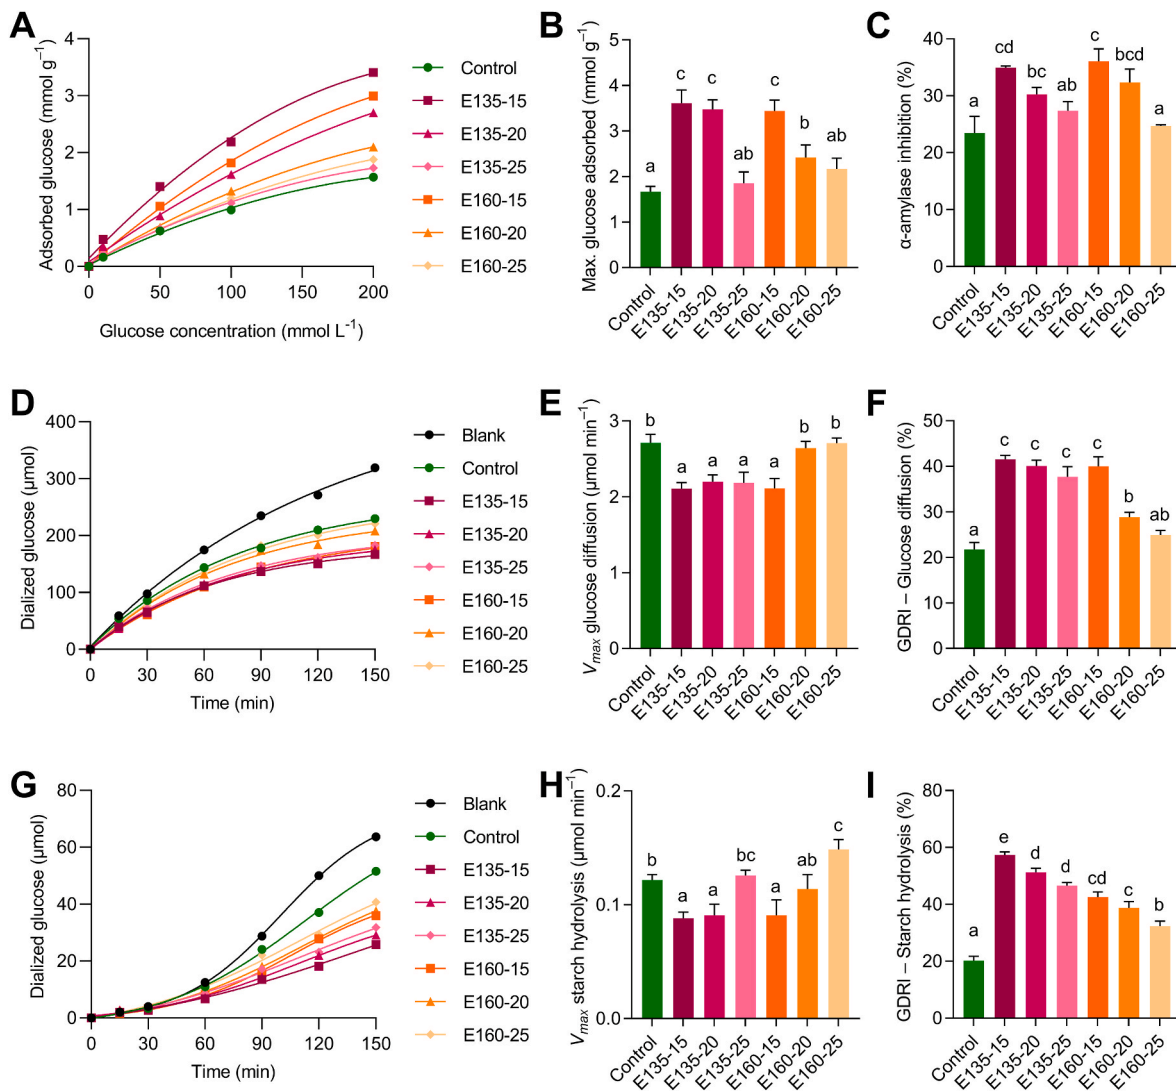 A
Adsorbed glucose (mmol g⁻¹)
4
3
2
1
0
0 50 100 150 200
Glucose concentration (mmol L⁻¹)
Control
E135-15
E135-20
E135-25
E160-15
E160-20
E160-25
B
Max. glucose adsorbed (mmol g⁻¹)
5
4
3
2
1
0
a c c ab c b ab
Control E135-15 E135-20 E135-25 E160-15 E160-20 E160-25
C
α-amylase inhibition (%)
40
30
20
10
0
a cd bc ab c bcd a
Control E135-15 E135-20 E135-25 E160-15 E160-20 E160-25
D
Dialized glucose (μmol)
400
300
200
100
0
0 30 60 90 120 150
Time (min)
Blank
Control
E135-15
E135-20
E135-25
E160-15
E160-20
E160-25
E
Vmax glucose diffusion (μmol min⁻¹)
3
2
1
0
b a a a a b b
Control E135-15 E135-20 E135-25 E160-15 E160-20 E160-25
F
GDRI – Glucose diffusion (%)
50
40
30
20
10
0
a c c c c b ab
Control E135-15 E135-20 E135-25 E160-15 E160-20 E160-25
G
Dialized glucose (μmol)
80
60
40
20
0
0 30 60 90 120 150
Time (min)
Blank
Control
E135-15
E135-20
E135-25
E160-15
E160-20
E160-25
H
Vmax starch hydrolysis (μmol min⁻¹)
0.2
0.1
0.0
b a a bc a ab c
Control E135-15 E135-20 E135-25 E160-15 E160-20 E160-25
I
GDRI – Starch hydrolysis (%)
80
60
40
20
0
a e d d cd c b
Control E135-15 E135-20 E135-25 E160-15 E160-20 E160-25